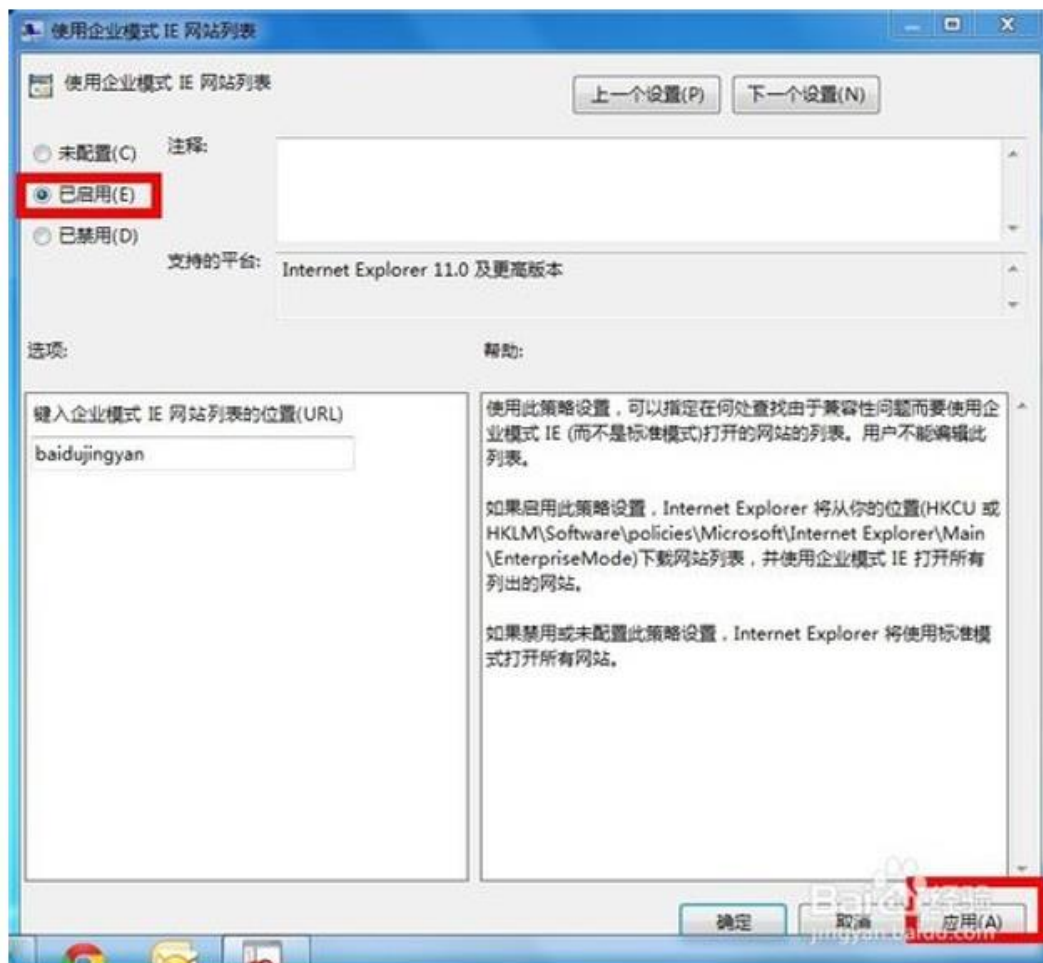 使用企业模式 IE 网站列表
使用企业模式 IE 网站列表
上一个设置(P)
下一个设置(N)
未配置(C)
注释:
已启用(E)
已禁用(D)
支持的平台:
Internet Explorer 11.0 及更高版本
选项:
帮助:
键入企业模式 IE 网站列表的位置(URL)
baidujingyan
使用此策略设置，可以指定在何处查找由于兼容性问题而要使用企
业模式 IE (而不是标准模式)打开的网站的列表。用户不能编辑此
列表。
如果启用此策略设置，Internet Explorer 将从你的位置(HKCU 或
HKLM\Software\policies\Microsoft\Internet Explorer\Main
\EnterpriseMode)下载网站列表，并使用企业模式 IE 打开所有
列出的网站。
如果禁用或未配置此策略设置，Internet Explorer 将使用标准模
式打开所有网站。
确定
取消
应用(A)
Baidu经验
jingyan.baidu.com